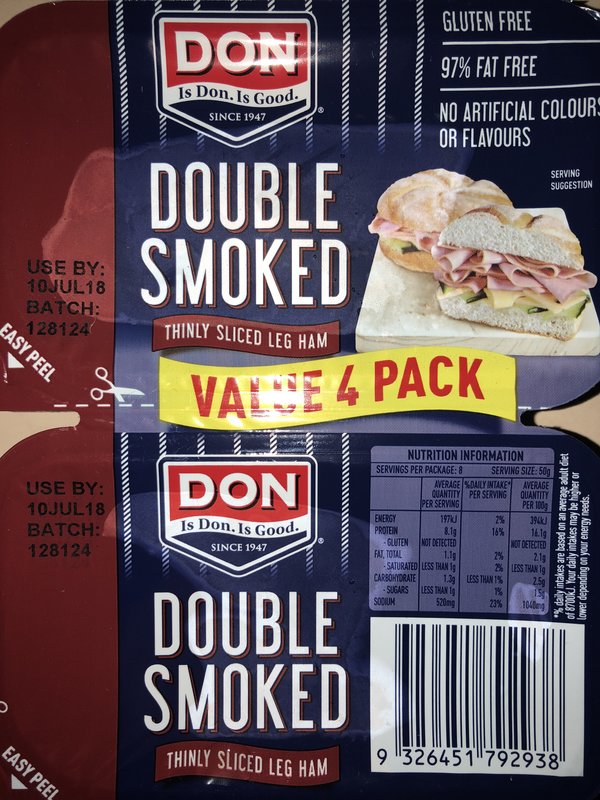 DON
Is Don. Is Good.
SINCE 1947
®
GLUTEN FREE
97% FAT FREE
NO ARTIFICIAL COLOURS
OR FLAVOURS
SERVING
SUGGESTION
DOUBLE
SMOKED
THINLY SLICED LEG HAM
USE BY:
10JUL18
BATCH:
128124
EASY PEEL
VALUE 4 PACK
USE BY:
10JUL18
BATCH:
128124
DON
Is Don. Is Good.
SINCE 1947
®
DOUBLE
SMOKED
THINLY SLICED LEG HAM
EASY PEEL
NUTRITION INFORMATION
SERVINGS PER PACKAGE: 8 SERVING SIZE: 50g
AVERAGE QUANTITY PER SERVING %DAILY INTAKE* PER SERVING AVERAGE QUANTITY PER 100g
ENERGY 197kJ 2% 394kJ
PROTEIN 8.1g 16% 16.1g
- GLUTEN NOT DETECTED NOT DETECTED
FAT, TOTAL 1.1g 2% 2.1g
- SATURATED LESS THAN 1g 2% LESS THAN 1g
CARBOHYDRATE 1.3g LESS THAN 1% 2.5g
- SUGARS LESS THAN 1g 1% 1.5g
SODIUM 520mg 23% 1040mg
*% daily intakes are based on an average adult diet
of 8700kJ. Your daily intakes may be higher or
lower depending on your energy needs.
9 326451 792938